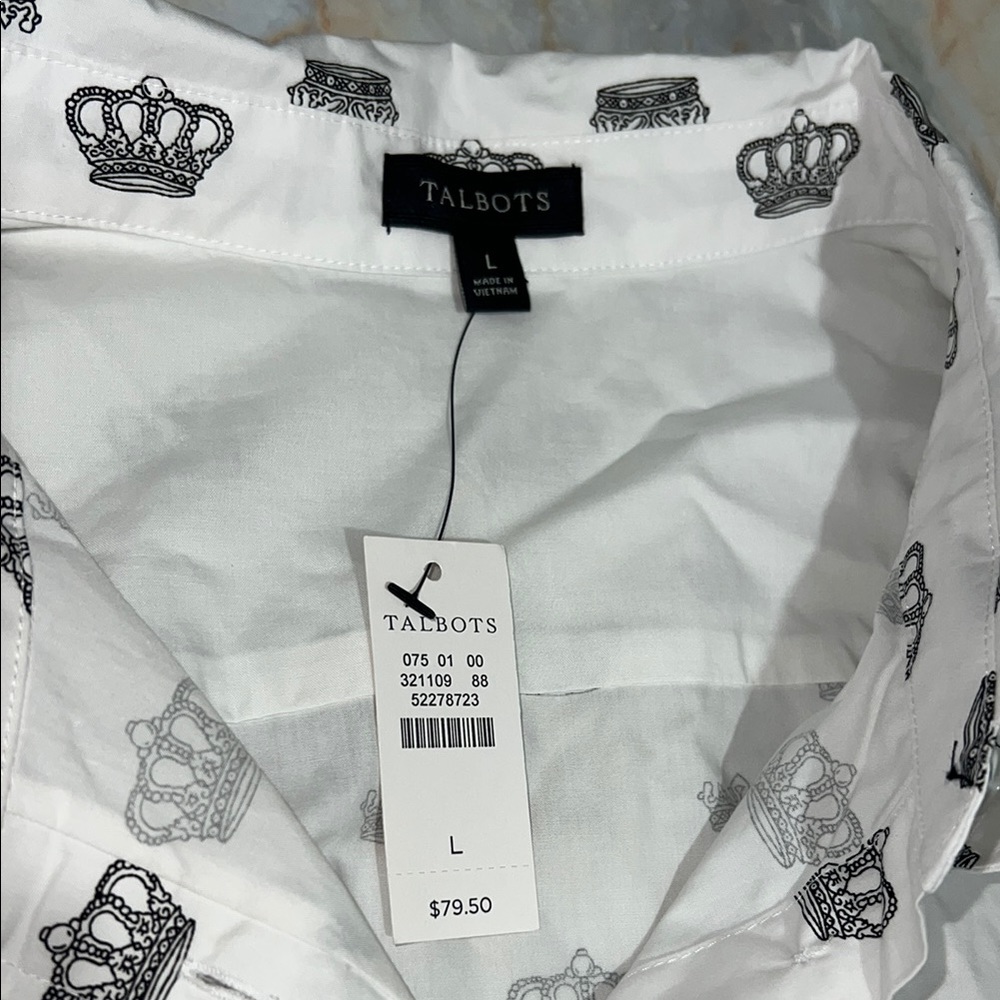 TALBOTS
L
MADE IN
VIETNAM
TALBOTS
075 01 00
321109 88
52278723
L
$79.50